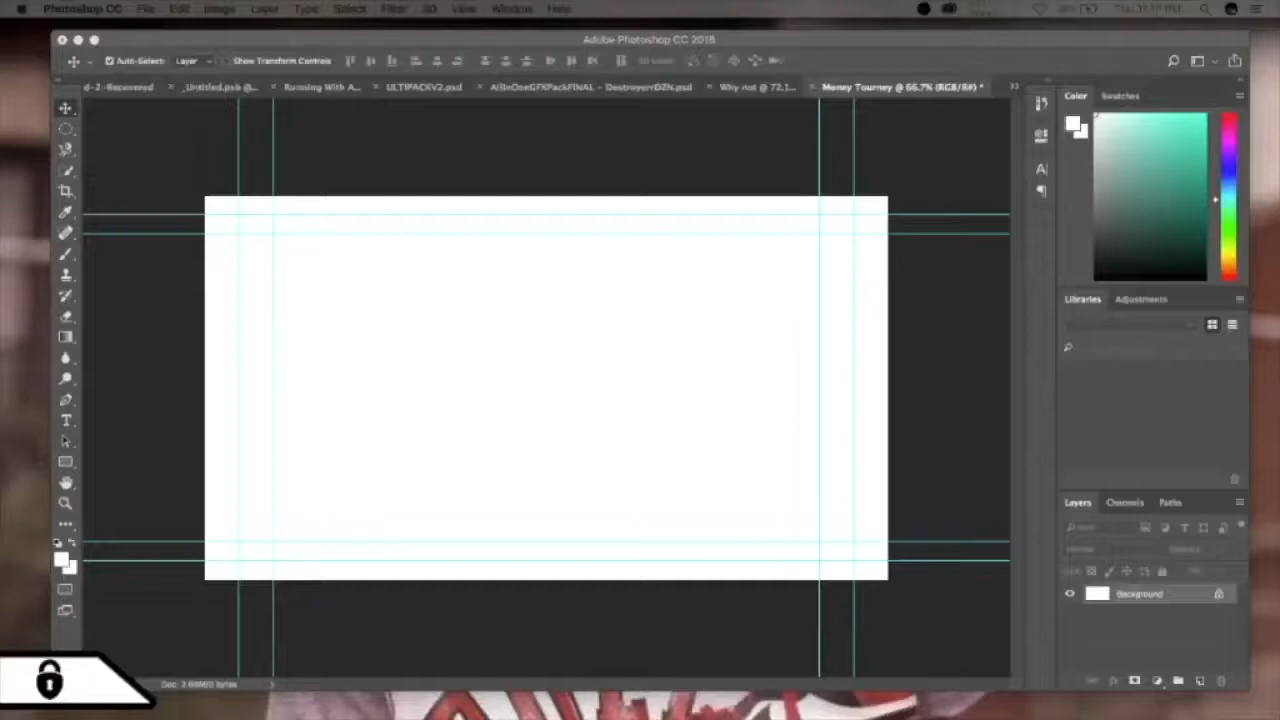 Photoshop CC File Edit Image Layer Type Select Filter 3D View Window Help
Adobe Photoshop CC 2018
Auto-Select: Layer Show Transform Controls
d-2-Recovered
_Untitled.psb @...
Running With A...
ULTIPACKV2.psd
AllInOneGFXPackFINAL - DestroyerrDZN.psd
Why not @ 72.1...
Money Tourney @ 66.7% (RGB/8#) *
Color Swatches
Libraries Adjustments
Layers Channels Paths
Background